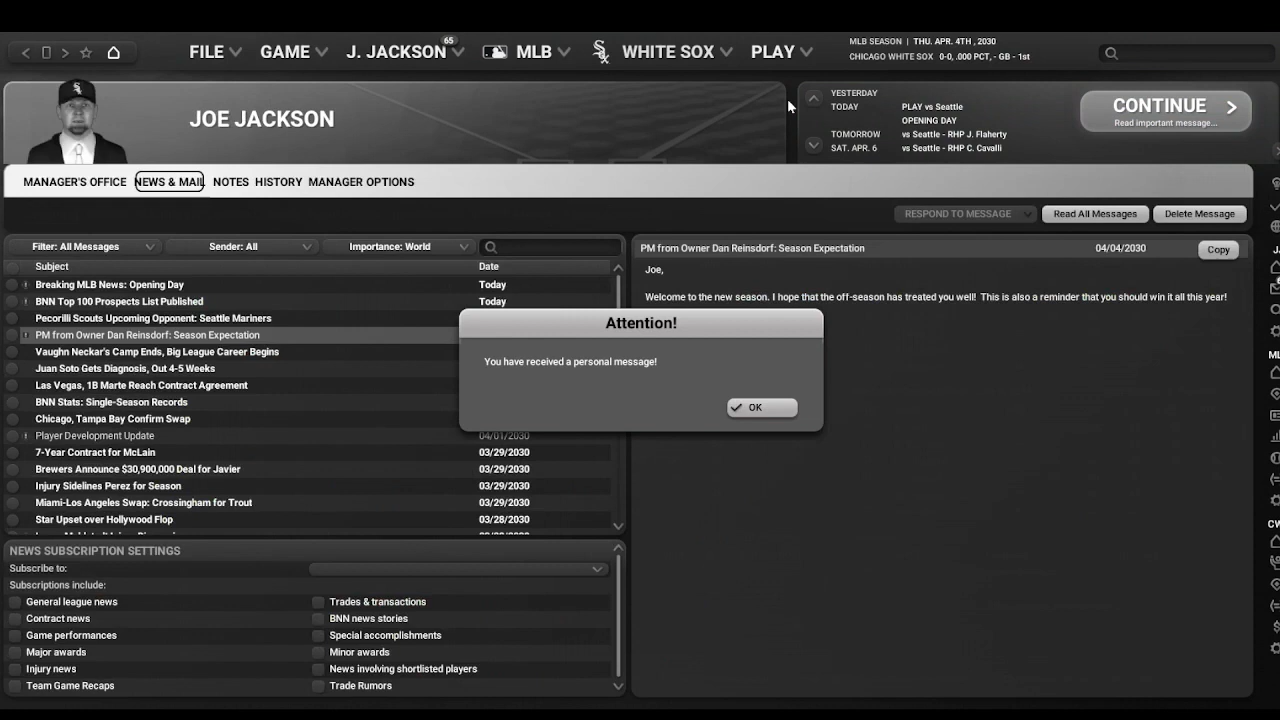 FILE GAME J. JACKSON 65 MLB WHITE SOX PLAY
MLB SEASON | THU. APR. 4TH , 2030
CHICAGO WHITE SOX 0-0, .000 PCT, - GB - 1st
JOE JACKSON
YESTERDAY
TODAY PLAY vs Seattle
OPENING DAY
TOMORROW vs Seattle - RHP J. Flaherty
SAT. APR. 6 vs Seattle - RHP C. Cavalli
CONTINUE
Read important message...
MANAGER'S OFFICE NEWS & MAIL NOTES HISTORY MANAGER OPTIONS
RESPOND TO MESSAGE Read All Messages Delete Message
Filter: All Messages Sender: All Importance: World
Subject Date
Breaking MLB News: Opening Day Today
BNN Top 100 Prospects List Published Today
Pecorilli Scouts Upcoming Opponent: Seattle Mariners
PM from Owner Dan Reinsdorf: Season Expectation
Vaughn Neckar's Camp Ends, Big League Career Begins
Juan Soto Gets Diagnosis, Out 4-5 Weeks
Las Vegas, 1B Marte Reach Contract Agreement
BNN Stats: Single-Season Records
Chicago, Tampa Bay Confirm Swap
Player Development Update 04/01/2030
7-Year Contract for McLain 03/29/2030
Brewers Announce $30,900,000 Deal for Javier 03/29/2030
Injury Sidelines Perez for Season 03/29/2030
Miami-Los Angeles Swap: Crossingham for Trout 03/29/2030
Star Upset over Hollywood Flop 03/28/2030
PM from Owner Dan Reinsdorf: Season Expectation 04/04/2030 Copy
Joe,
Welcome to the new season. I hope that the off-season has treated you well! This is also a reminder that you should win it all this year!
Attention!
You have received a personal message!
OK
NEWS SUBSCRIPTION SETTINGS
Subscribe to:
Subscriptions include:
General league news Trades & transactions
Contract news BNN news stories
Game performances Special accomplishments
Major awards Minor awards
Injury news News involving shortlisted players
Team Game Recaps Trade Rumors